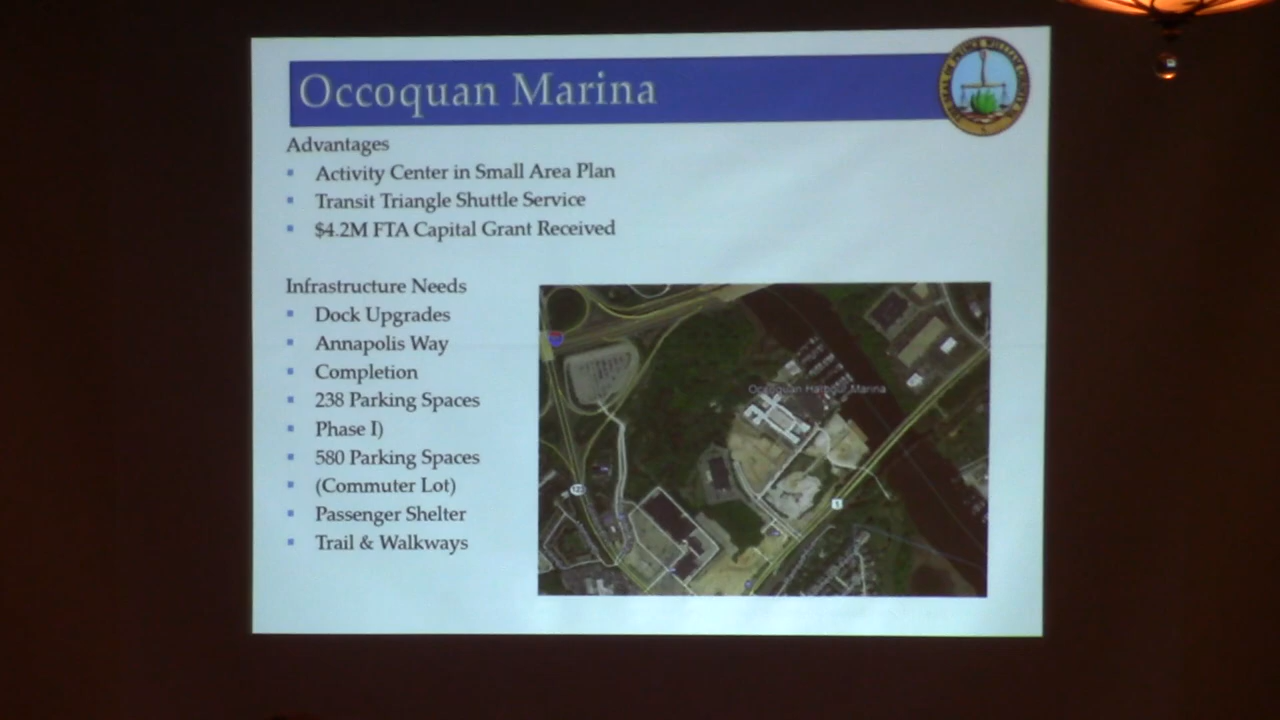 Occoquan Marina
Advantages
Activity Center in Small Area Plan
Transit Triangle Shuttle Service
$4.2M FTA Capital Grant Received
Infrastructure Needs
Dock Upgrades
Annapolis Way
Completion
238 Parking Spaces
Phase I)
580 Parking Spaces
(Commuter Lot)
Passenger Shelter
Trail & Walkways
Occoquan Harbour Marina
123
1